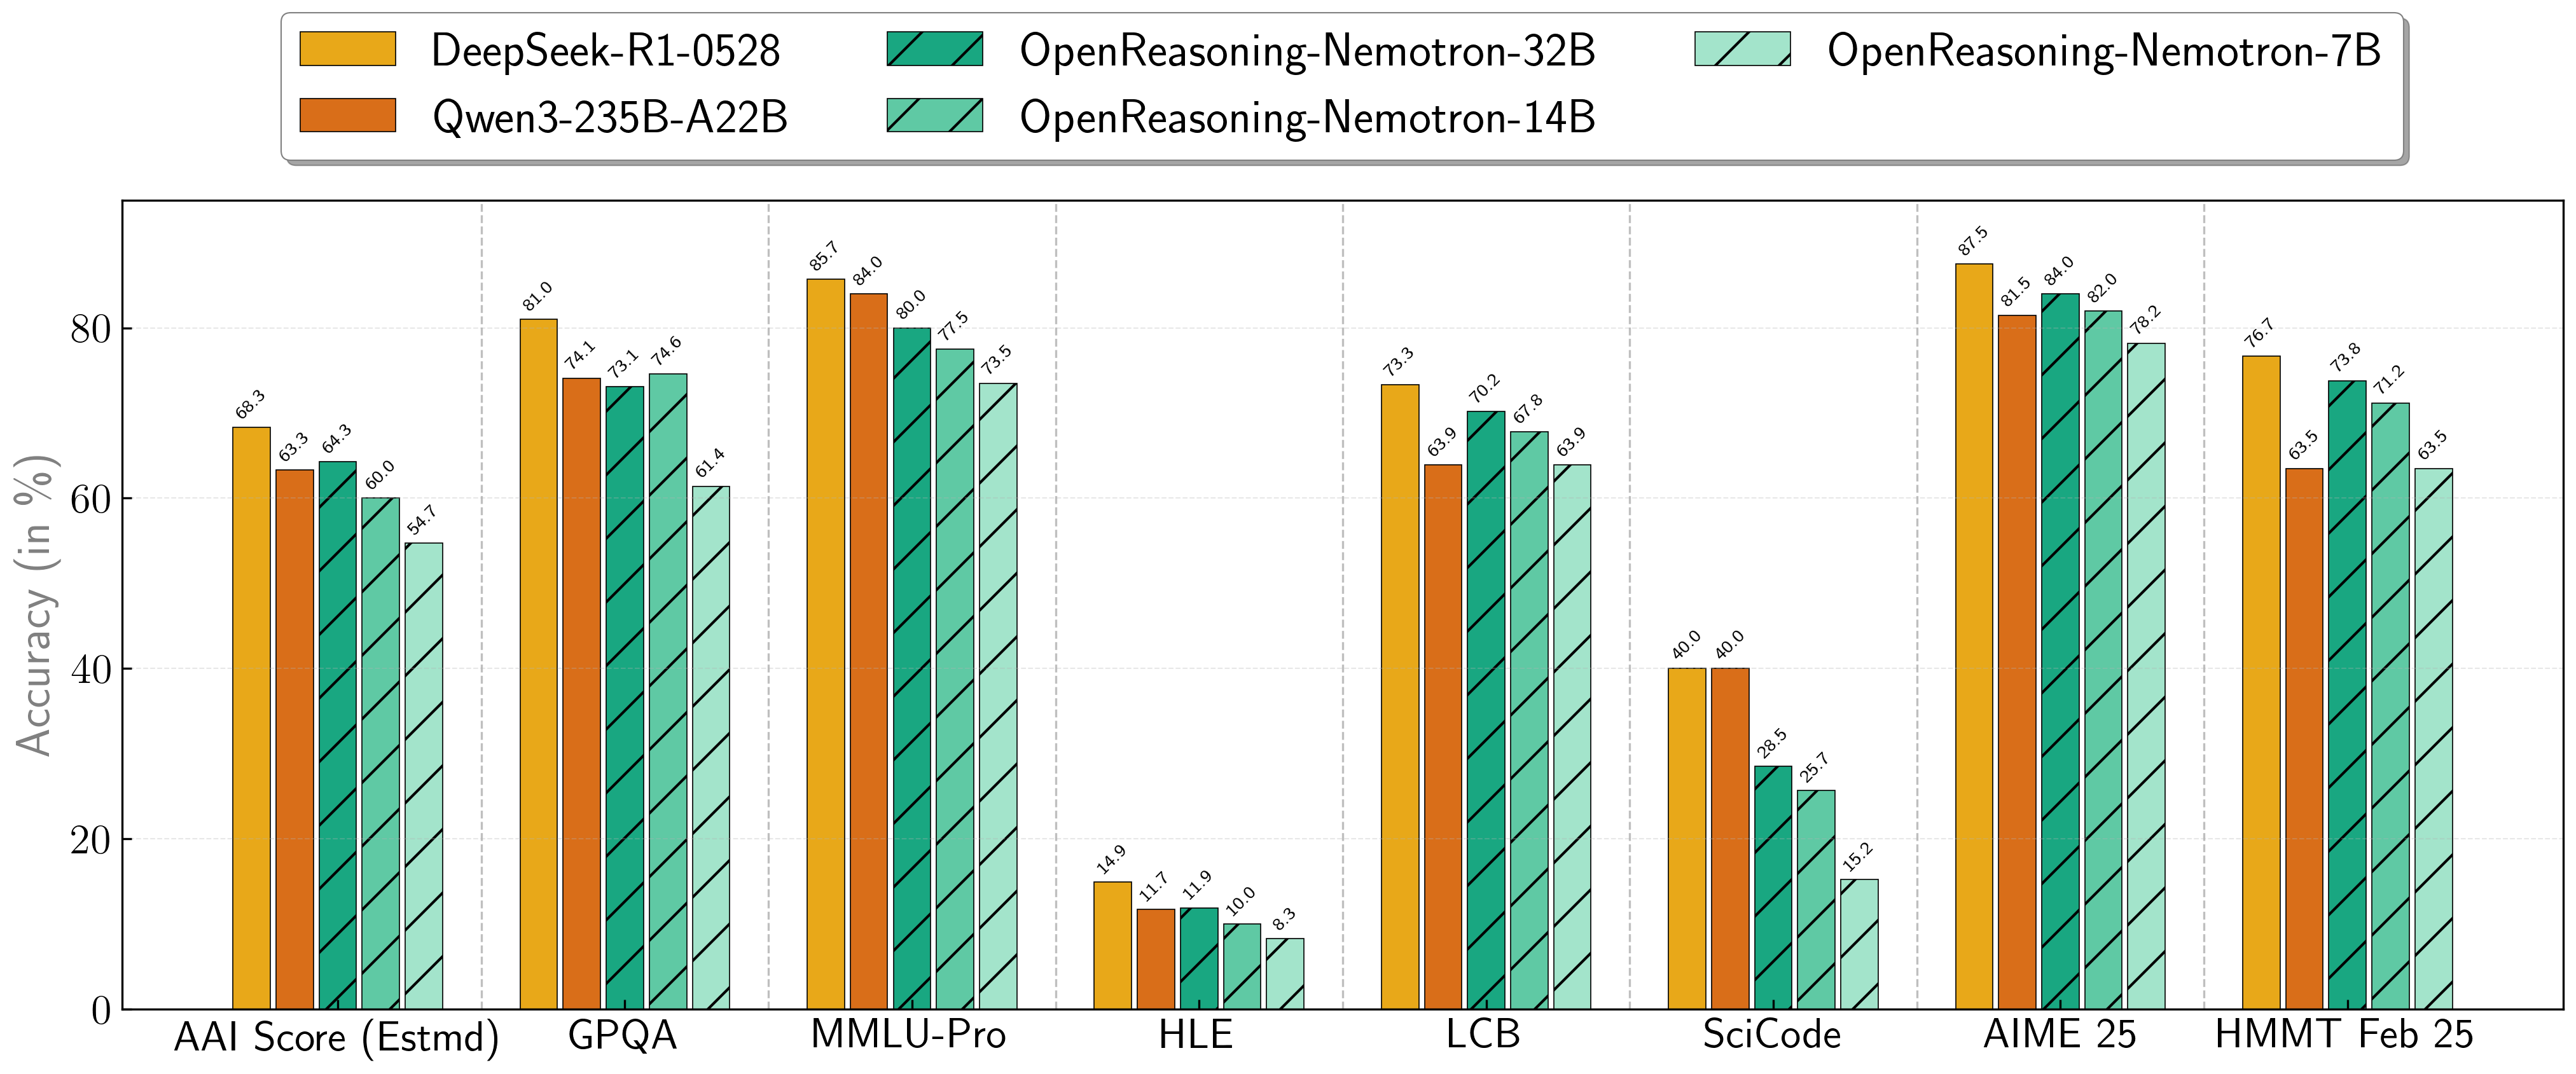 DeepSeek-R1-0528
Qwen3-235B-A22B
OpenReasoning-Nemotron-32B
OpenReasoning-Nemotron-14B
OpenReasoning-Nemotron-7B
Accuracy (in %)
80
60
40
20
0
68.3 63.3 64.3 60.0 54.7
81.0 74.1 73.1 74.6 61.4
85.7 84.0 80.0 77.5 73.5
14.9 11.7 11.9 10.0 8.3
73.3 63.9 70.2 67.8 63.9
40.0 40.0 28.5 25.7 15.2
87.5 81.5 84.0 82.0 78.2
76.7 63.5 73.8 71.2 63.5
AAI Score (Estmd) GPQA MMLU-Pro HLE LCB SciCode AIME 25 HMMT Feb 25